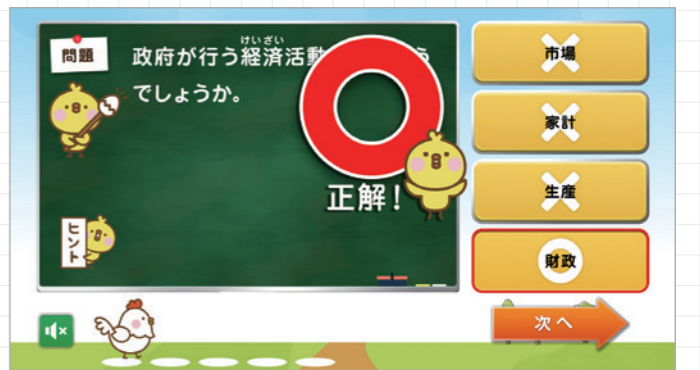 問題
けいざい
政府が行う経済活動
う
でしょうか。
正解！
ヒント
市場
家計
生産
財政
次へ